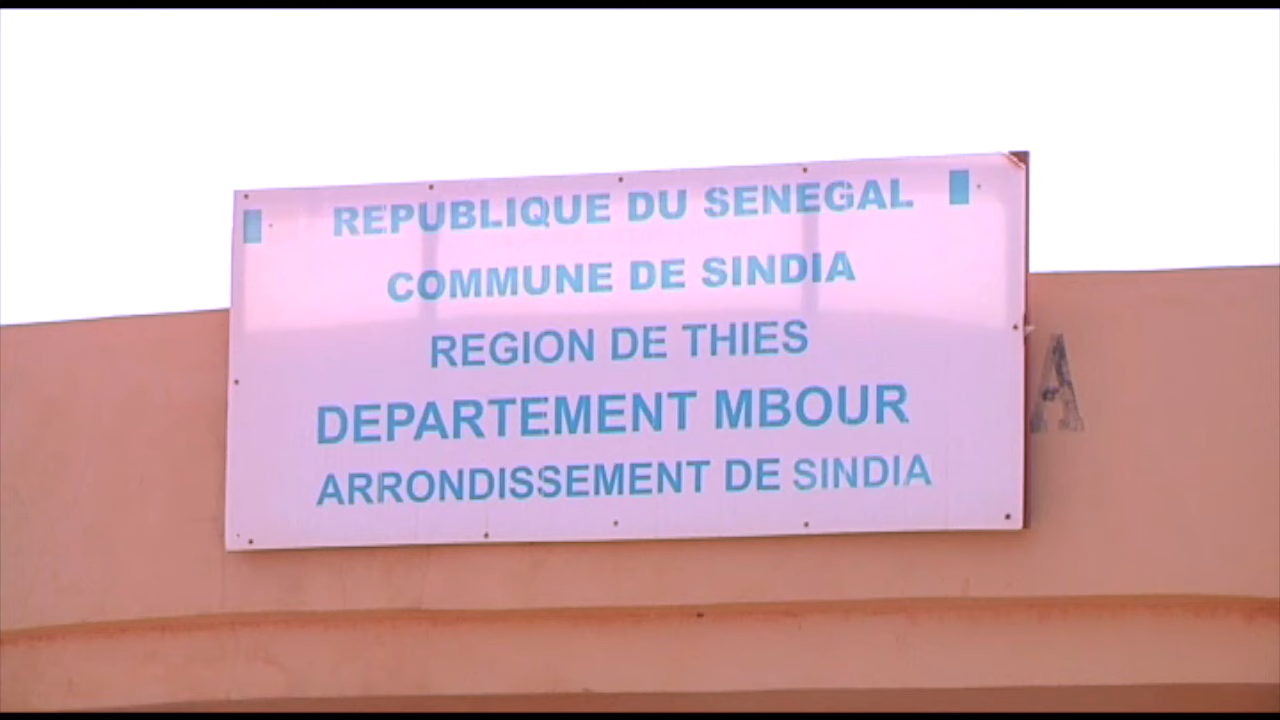 REPUBLIQUE DU SENEGAL
COMMUNE DE SINDIA
REGION DE THIES
DEPARTEMENT MBOUR
ARRONDISSEMENT DE SINDIA
A